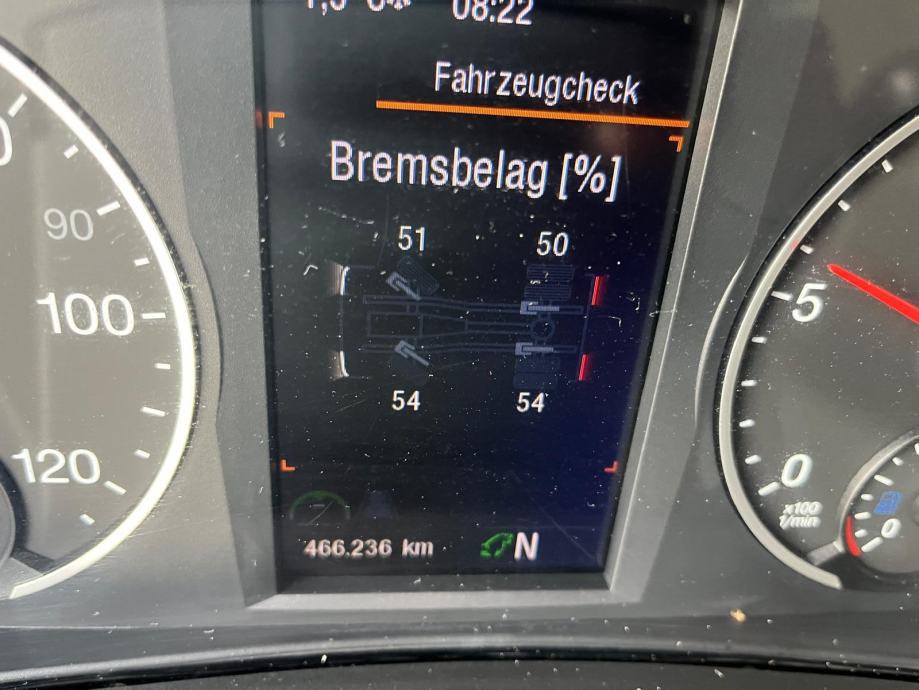 08:22
Fahrzeugcheck
Bremsbelag [%]
51 50
54 54
466.236 km N
90
100
120
5
0
x100
1/min
0